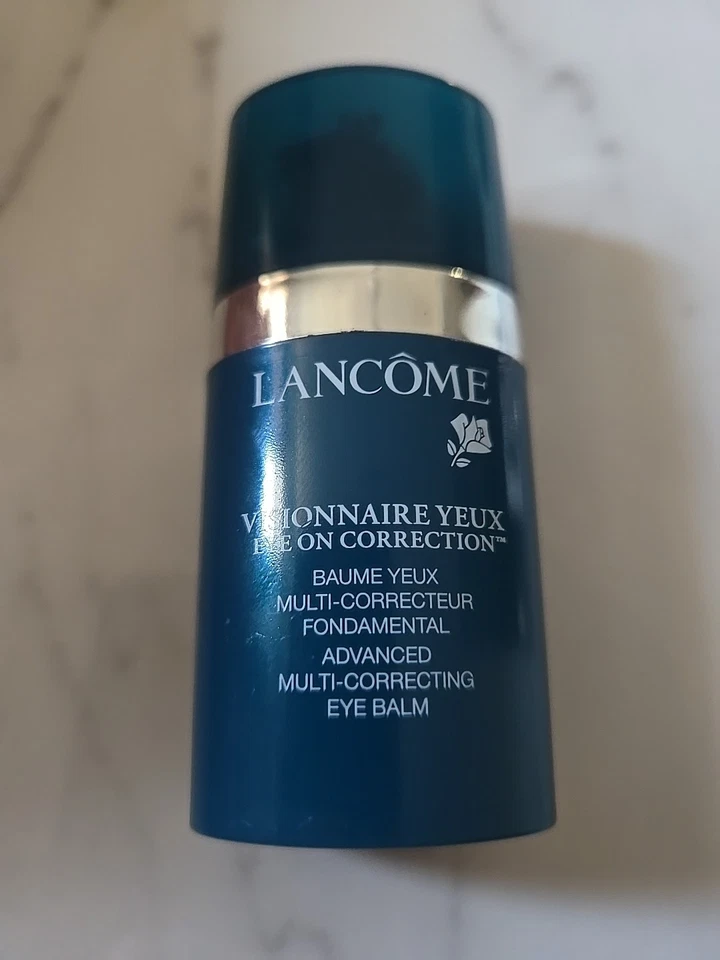 LANCÔME
VISIONNAIRE YEUX
EYE ON CORRECTION™
BAUME YEUX
MULTI-CORRECTEUR
FONDAMENTAL
ADVANCED
MULTI-CORRECTING
EYE BALM